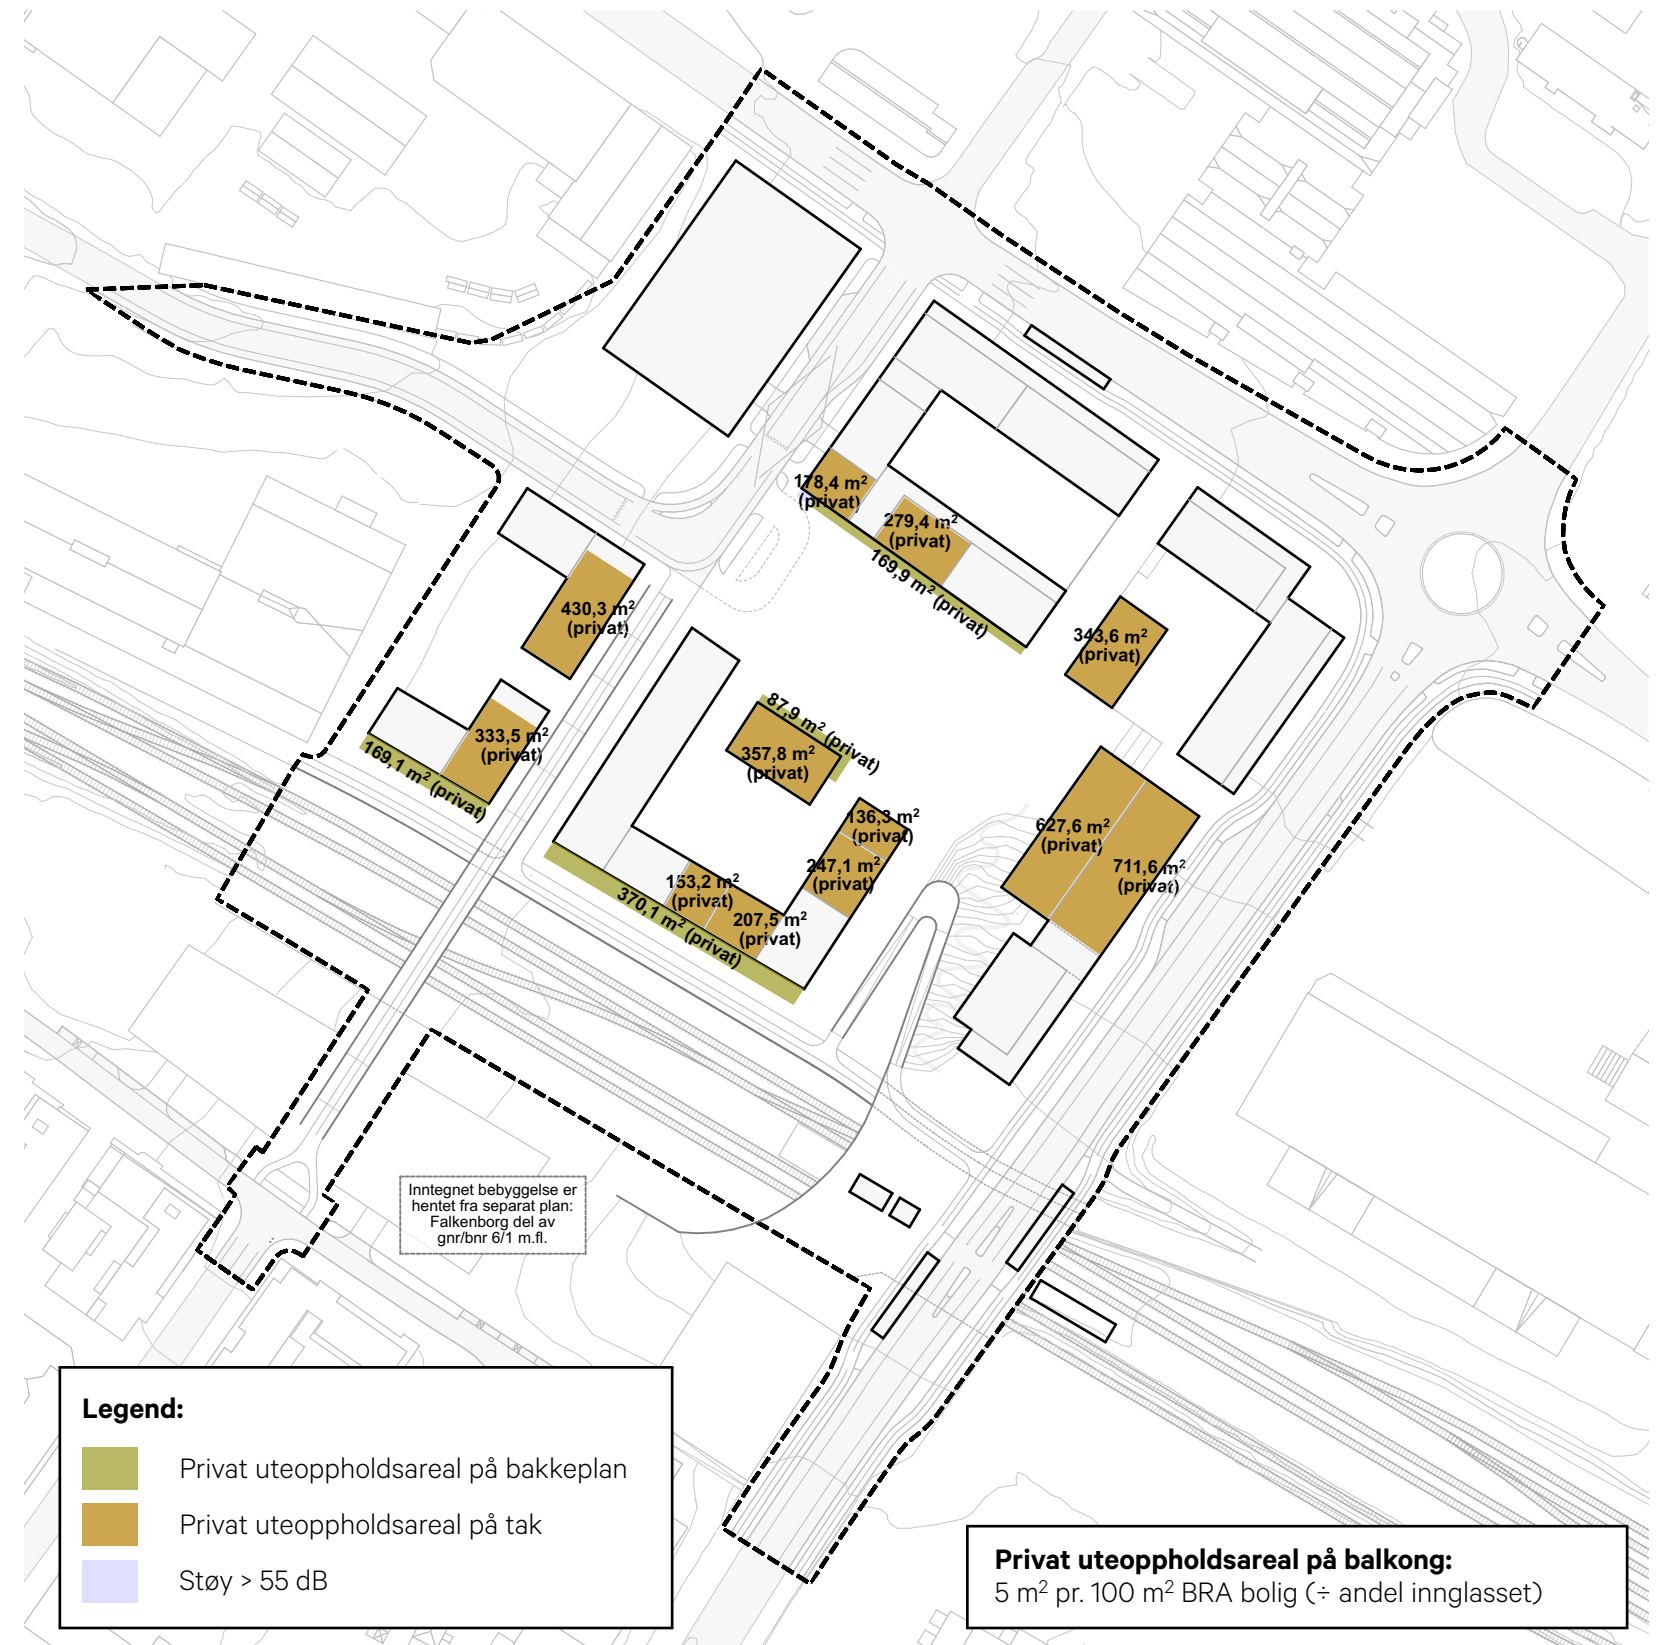 178,4 m²
(privat)
279,4 m²
(privat)
169,9 m² (privat)
430,3 m²
(privat)
343,6 m²
(privat)
87,9 m² (privat)
333,5 m²
(privat)
357,8 m²
(privat)
169,1 m² (privat)
136,3 m²
(privat)
627,6 m²
(privat)
247,1 m²
(privat)
711,6 m²
(privat)
153,2 m²
(privat)
207,5 m²
(privat)
370,1 m² (privat)
Inntegnet bebyggelse er
hentet fra separat plan:
Falkenborg del av
gnr/bnr 6/1 m.fl.
Legend:
Privat uteoppholdsareal på bakkeplan
Privat uteoppholdsareal på tak
Støy > 55 dB
Privat uteoppholdsareal på balkong:
5 m² pr. 100 m² BRA bolig (÷ andel innglasset)